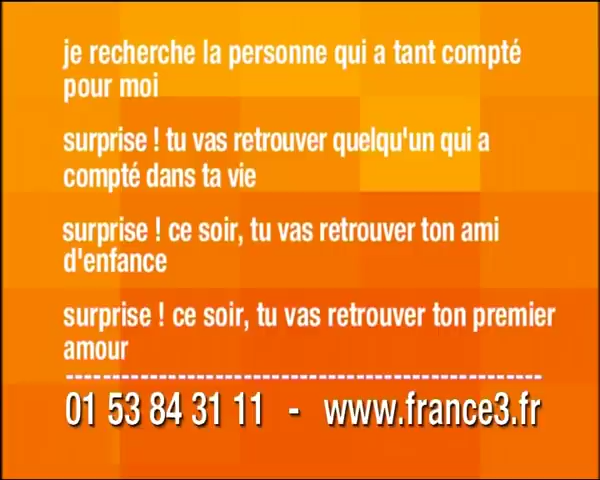 je recherche la personne qui a tant compté
pour moi
surprise ! tu vas retrouver quelqu'un qui a
compté dans ta vie
surprise ! ce soir, tu vas retrouver ton ami
d'enfance
surprise ! ce soir, tu vas retrouver ton premier
amour
01 53 84 31 11 - www.france3.fr